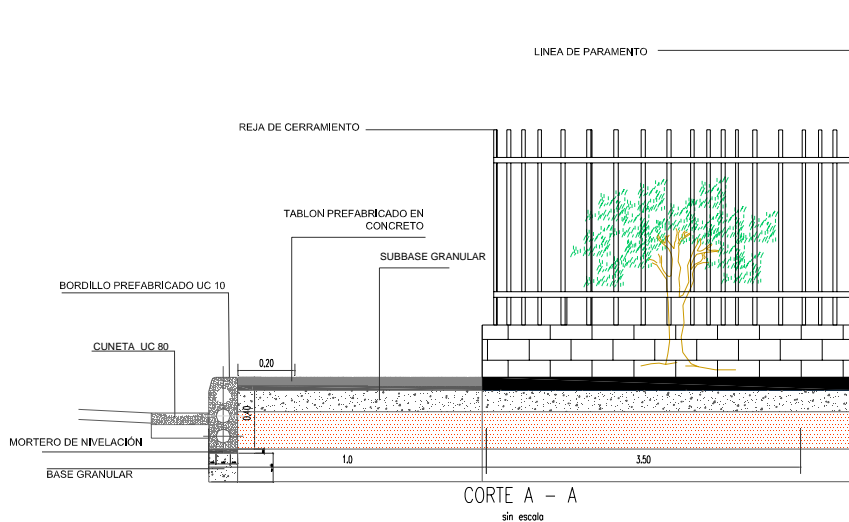 LINEA DE PARAMENTO
REJA DE CERRAMIENTO
TABLON PREFABRICADO EN
CONCRETO
SUBBASE GRANULAR
BORDILLO PREFABRICADO UC 10
CUNETA UC 80
0,20
0,40
MORTERO DE NIVELACIÓN
1.0
3.50
BASE GRANULAR
CORTE A - A
sin escala